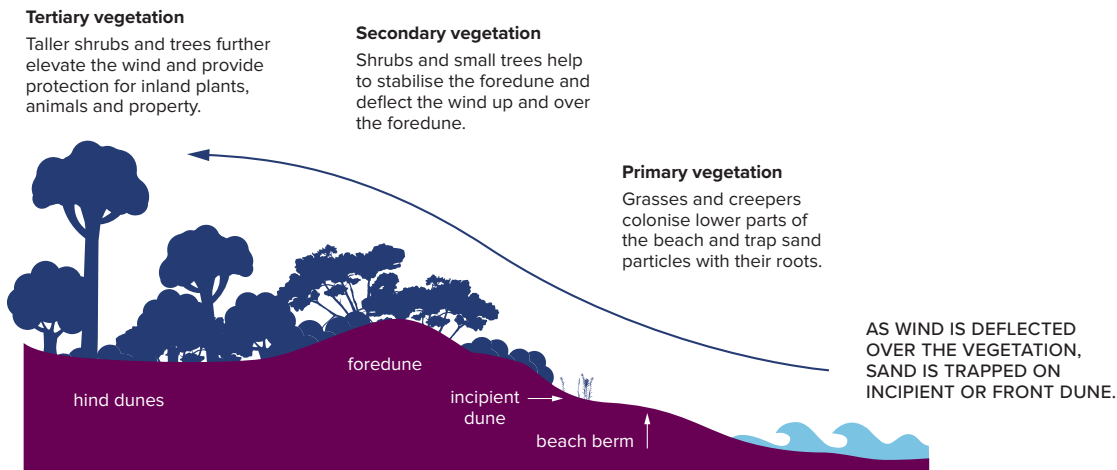 Tertiary vegetation
Taller shrubs and trees further
elevate the wind and provide
protection for inland plants,
animals and property.
Secondary vegetation
Shrubs and small trees help
to stabilise the foredune and
deflect the wind up and over
the foredune.
Primary vegetation
Grasses and creepers
colonise lower parts of
the beach and trap sand
particles with their roots.
AS WIND IS DEFLECTED
OVER THE VEGETATION,
SAND IS TRAPPED ON
INCIPIENT OR FRONT DUNE.
hind dunes
foredune
incipient
dune
beach berm